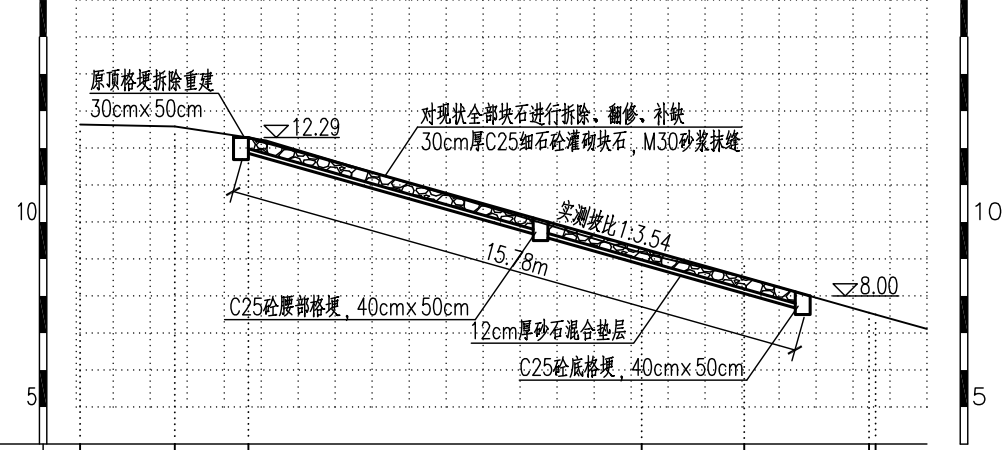 原顶格埂拆除重建
30cm×50cm
12.29
对现状全部块石进行拆除、翻修、补缺
30cm厚C25细石砼灌砌块石，M30砂浆抹缝
10
10
实测坡比1:3.54
15.78m
8.00
C25砼腰部格埂，40cm×50cm
12cm厚砂石混合垫层
C25砼底格埂，40cm×50cm
5
5